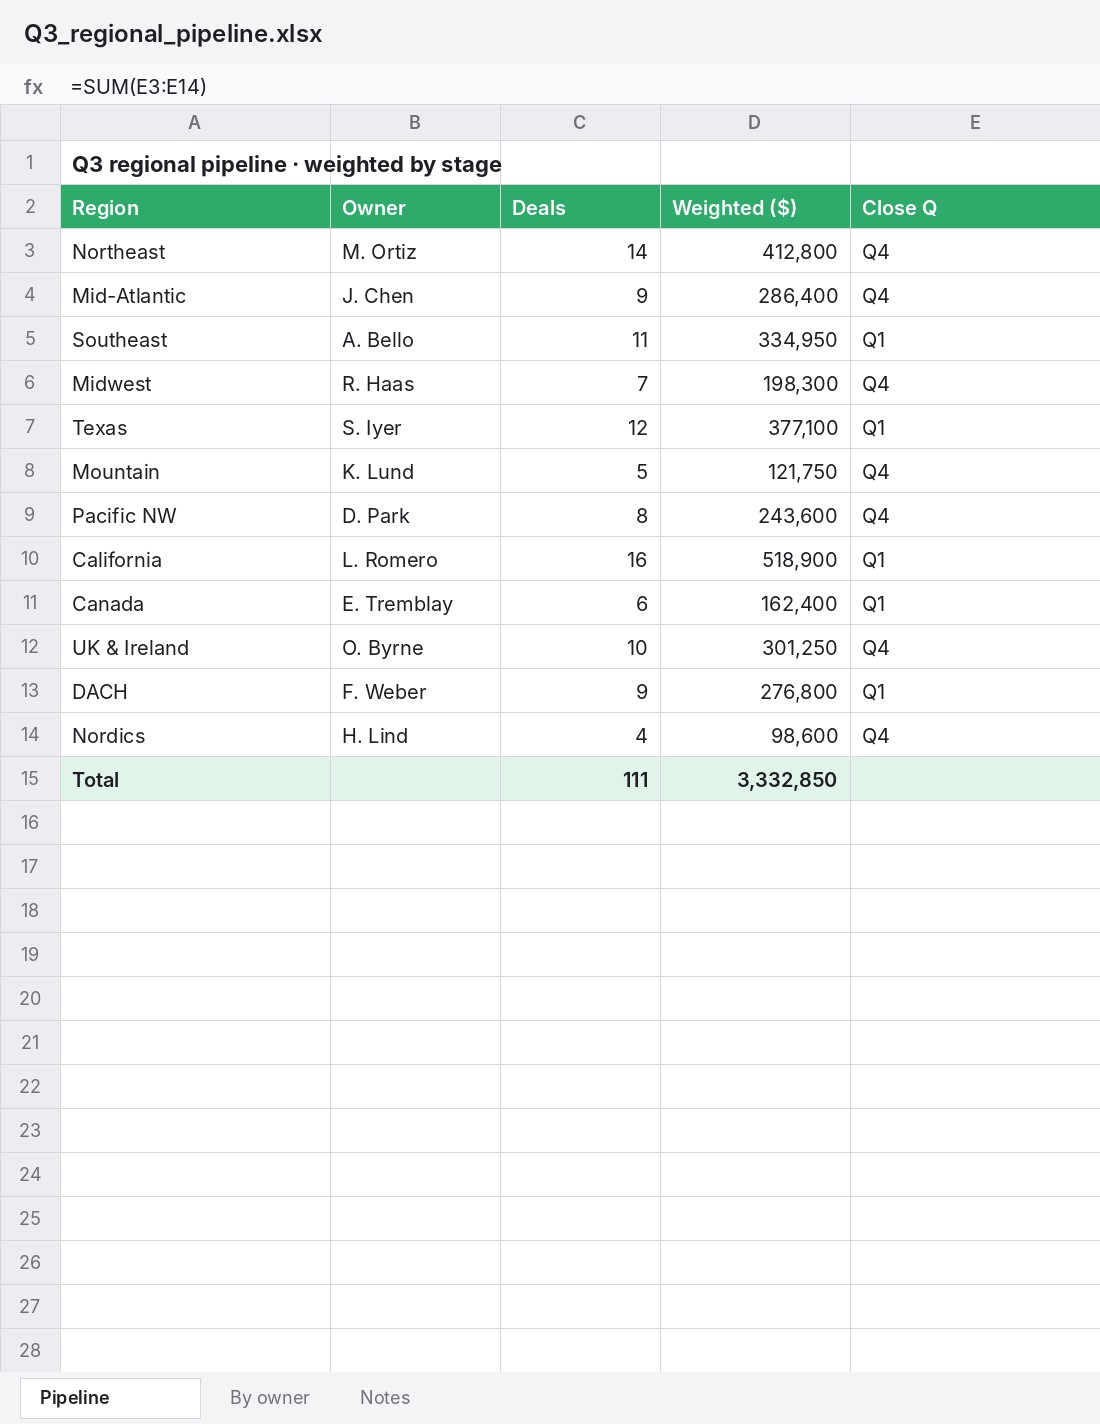 Q3_regional_pipeline.xlsx
fx =SUM(E3:E14)
A B C D E
1 Q3 regional pipeline · weighted by stage
2 Region Owner Deals Weighted ($) Close Q
3 Northeast M. Ortiz 14 412,800 Q4
4 Mid-Atlantic J. Chen 9 286,400 Q4
5 Southeast A. Bello 11 334,950 Q1
6 Midwest R. Haas 7 198,300 Q4
7 Texas S. Iyer 12 377,100 Q1
8 Mountain K. Lund 5 121,750 Q4
9 Pacific NW D. Park 8 243,600 Q4
10 California L. Romero 16 518,900 Q1
11 Canada E. Tremblay 6 162,400 Q1
12 UK & Ireland O. Byrne 10 301,250 Q4
13 DACH F. Weber 9 276,800 Q1
14 Nordics H. Lind 4 98,600 Q4
15 Total 111 3,332,850
16
17
18
19
20
21
22
23
24
25
26
27
28
Pipeline By owner Notes